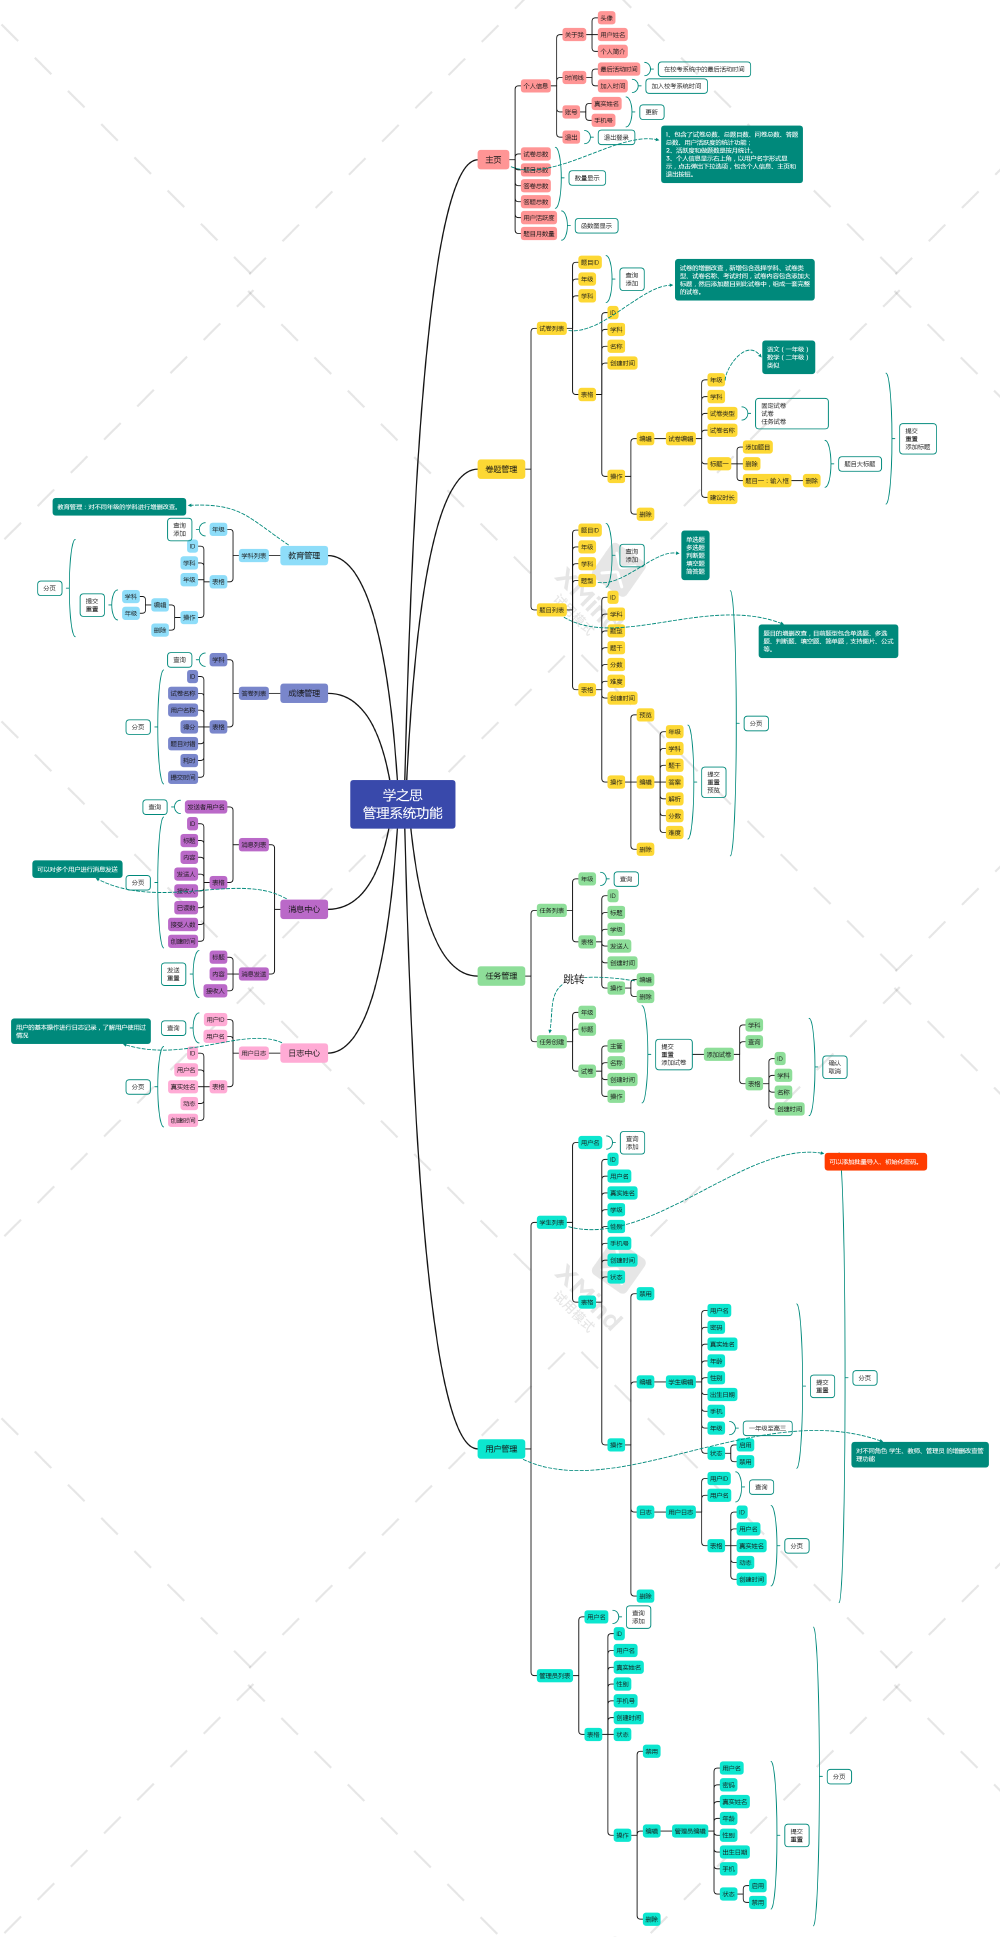 学之思
管理系统功能
主页
个人信息
关于我
头像
用户姓名
个人简介
时间线
最后活动时间
在校考系统中的最后活动时间
加入时间
加入校考系统时间
账号
真实姓名
手机号
更新
退出
退出登录
试卷总数
题目总数
答卷总数
答题总数
数量显示
用户活跃度
题目月数量
函数图显示
1、包含了试卷总数、总题目数、问卷总数、答题
总数、用户活跃度的统计功能；
2、活跃度和做题数是按月统计。
3、个人信息显示右上角，以用户名字形式显
示，点击弹出下拉选项，包含个人信息、主页和
退出按钮。
卷题管理
试卷列表
题目ID
年级
学科
查询
添加
试卷的增删改查，新增包含选择学科、试卷类
型、试卷名称、考试时间，试卷内容包含添加大
标题，然后添加题目到此试卷中，组成一套完整
的试卷。
表格
ID
学科
名称
创建时间
操作
编辑
试卷编辑
年级
语文（一年级）
数学（二年级）
类似
学科
试卷类型
固定试卷
试卷
任务试卷
试卷名称
标题一
添加题目
删除
题目一：输入框
删除
题目大标题
建议时长
提交
重置
添加标题
删除
题目列表
题目ID
年级
学科
题型
查询
添加
单选题
多选题
判断题
填空题
简答题
题目的增删改查，目前题型包含单选题、多选
题、判断题、填空题、简单题，支持图片、公式
等。
表格
ID
学科
题型
题干
分数
难度
创建时间
操作
预览
编辑
年级
学科
题干
答案
解析
分数
难度
提交
重置
预览
删除
分页
任务管理
任务列表
年级
查询
表格
ID
标题
学级
发送人
创建时间
操作
编辑
删除
跳转
任务创建
年级
标题
试卷
主管
名称
创建时间
操作
提交
重置
添加试卷
添加试卷
学科
查询
表格
ID
学科
名称
创建时间
确认
取消
用户管理
学生列表
用户名
查询
添加
可以添加批量导入、初始化密码。
表格
ID
用户名
真实姓名
学级
性别
手机号
创建时间
状态
操作
禁用
编辑
学生编辑
用户名
密码
真实姓名
年龄
性别
出生日期
手机
年级
一年级至高三
状态
启用
禁用
提交
重置
日志
用户日志
用户ID
用户名
查询
表格
ID
用户名
真实姓名
动态
创建时间
分页
删除
分页
对不同角色 学生、教师、管理员 的增删改查管
理功能
管理员列表
用户名
查询
添加
表格
ID
用户名
真实姓名
性别
手机号
创建时间
状态
操作
禁用
编辑
管理员编辑
用户名
密码
真实姓名
年龄
性别
出生日期
手机
状态
启用
禁用
提交
重置
删除
分页
教育管理
教育管理：对不同年级的学科进行增删改查。
学科列表
年级
查询
添加
表格
ID
学科
年级
操作
编辑
学科
年级
提交
重置
删除
分页
成绩管理
答卷列表
学科
查询
表格
ID
试卷名称
用户名称
得分
题目对错
耗时
提交时间
分页
消息中心
可以对多个用户进行消息发送
消息列表
发送者用户名
查询
表格
ID
标题
内容
发送人
接收人
已读数
接受人数
创建时间
分页
消息发送
标题
内容
接收人
发送
重置
日志中心
用户的基本操作进行日志记录，了解用户使用过
情况
用户日志
用户ID
用户名
查询
表格
ID
用户名
真实姓名
动态
创建时间
分页
XMind
试用模式
XMind
试用模式